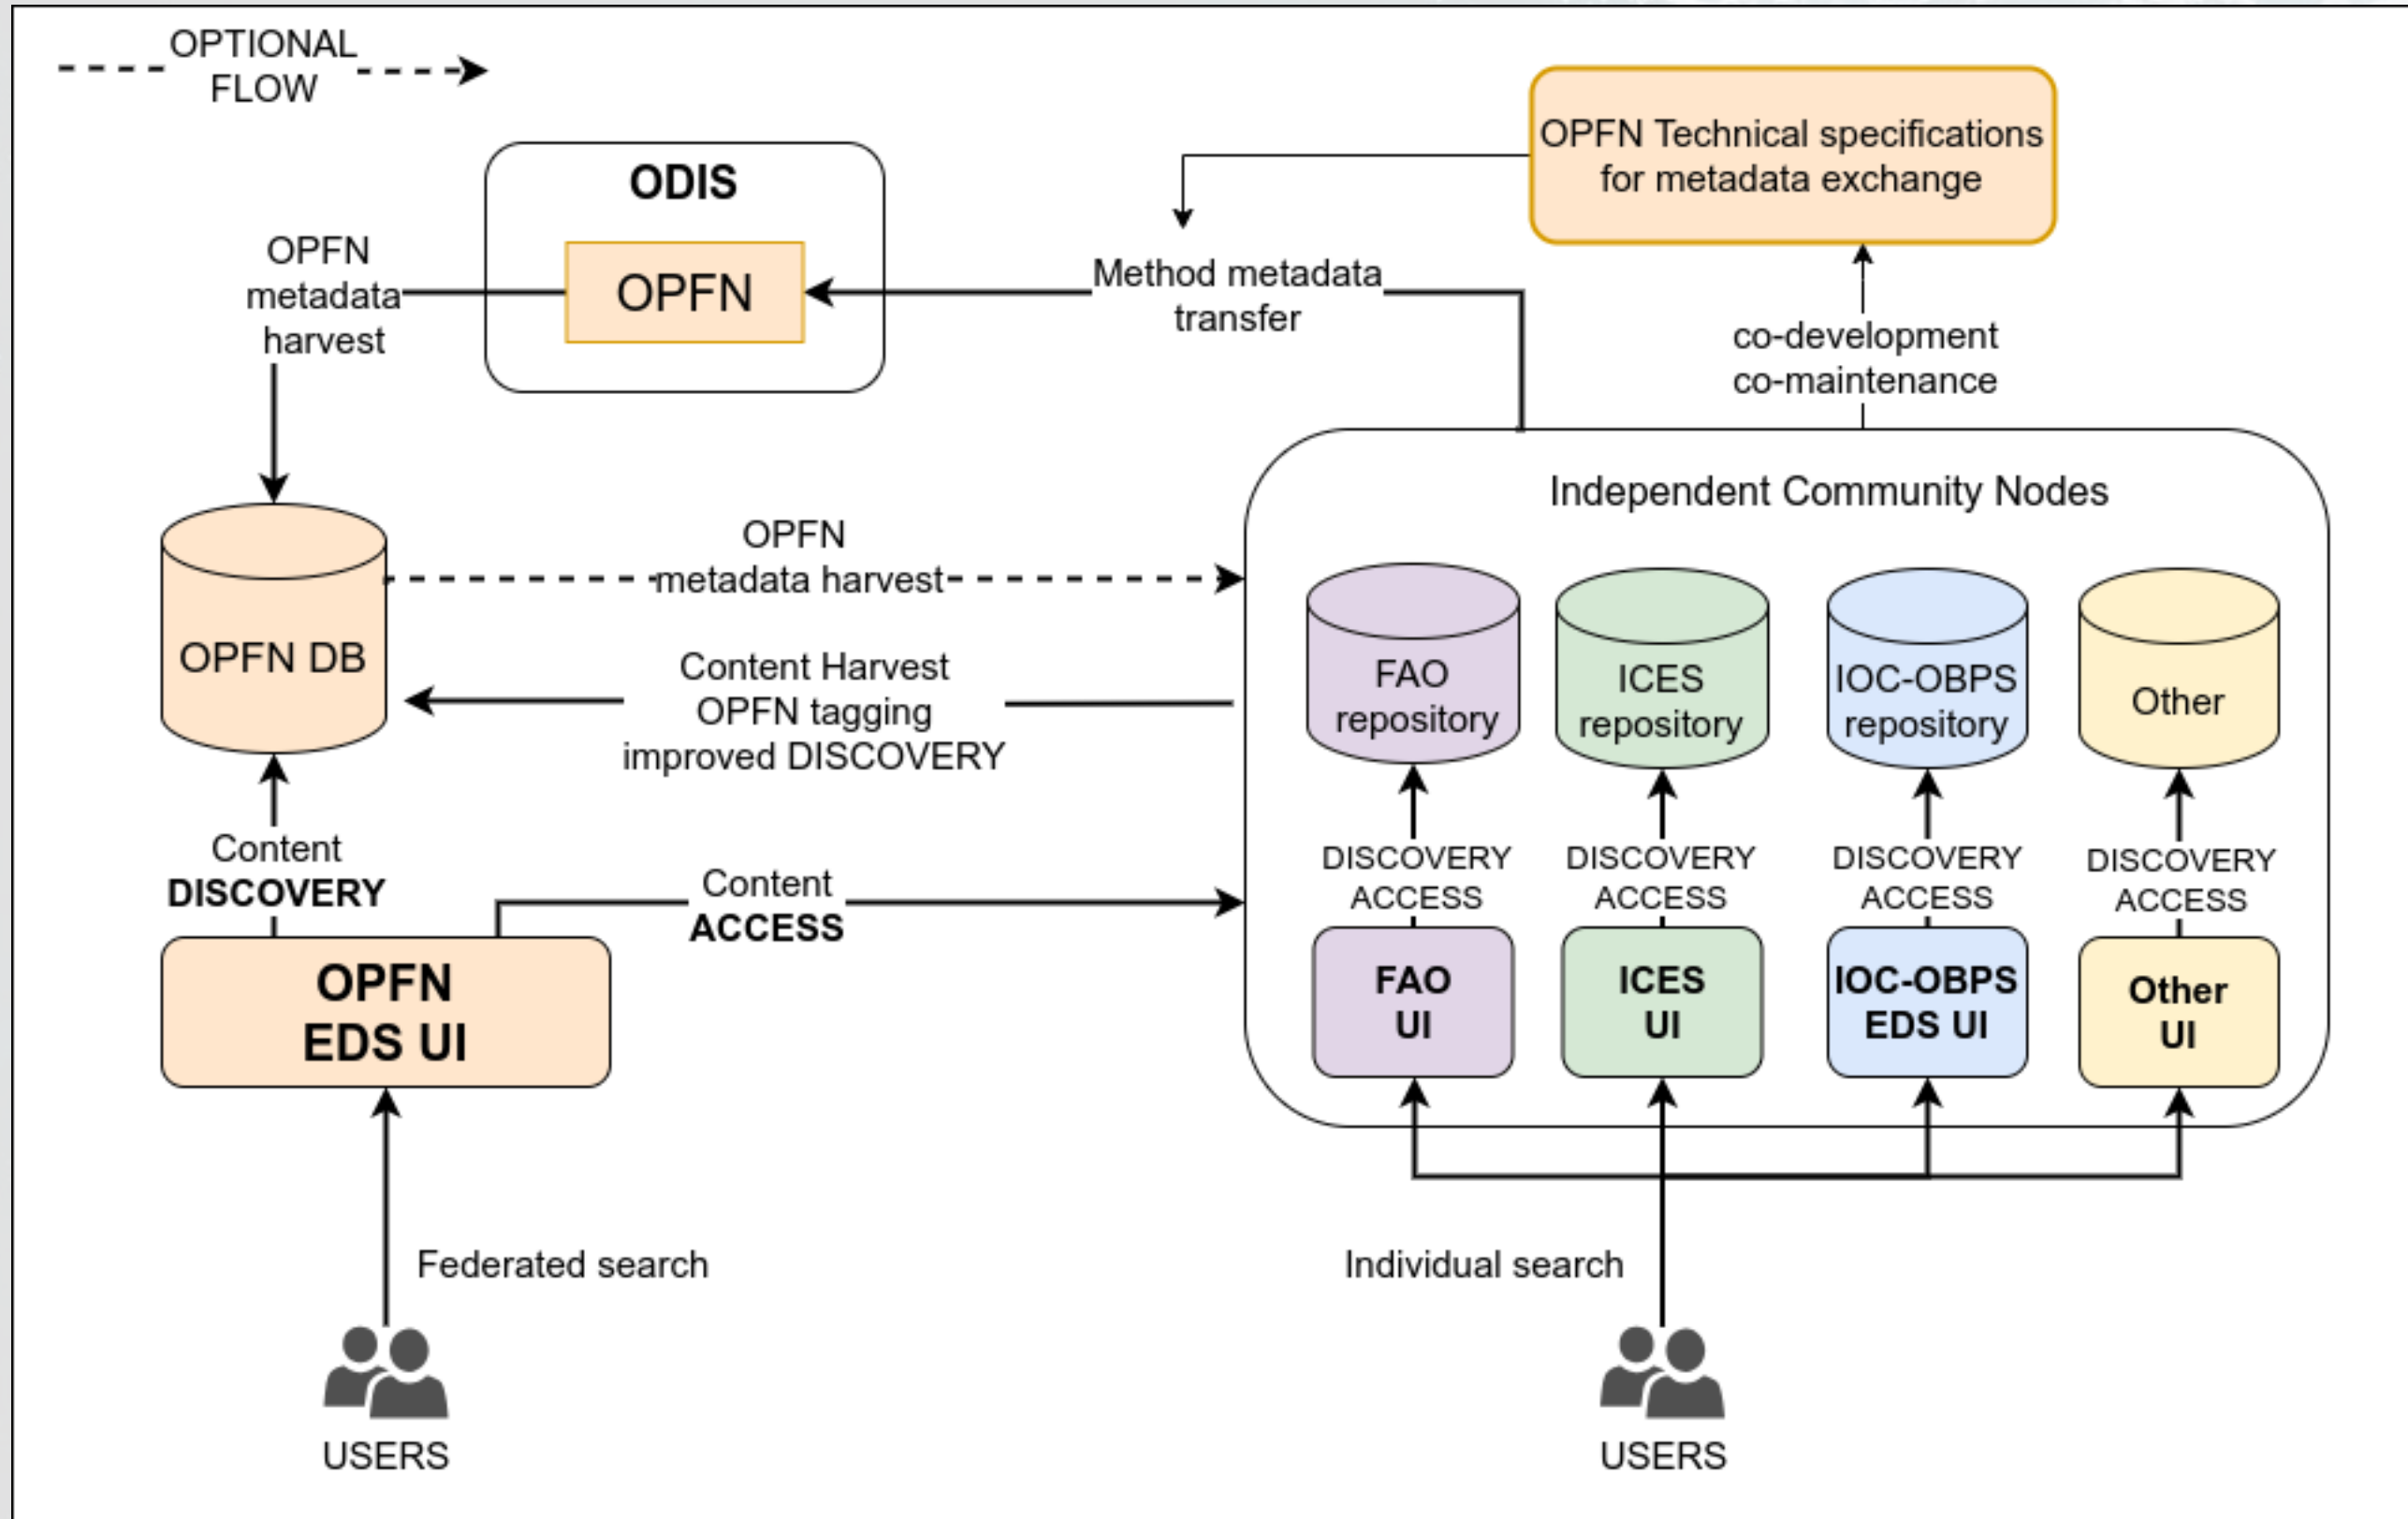 OPTIONAL
FLOW
ODIS
OPFN
OPFN Technical specifications
for metadata exchange
OPFN
metadata
harvest
Method metadata
transfer
co-development
co-maintenance
Independent Community Nodes
OPFN
metadata harvest
OPFN DB
Content Harvest
OPFN tagging
improved DISCOVERY
FAO
repository
ICES
repository
IOC-OBPS
repository
Other
Content
DISCOVERY
Content
ACCESS
DISCOVERY
ACCESS
DISCOVERY
ACCESS
DISCOVERY
ACCESS
DISCOVERY
ACCESS
OPFN
EDS UI
FAO
UI
ICES
UI
IOC-OBPS
EDS UI
Other
UI
Federated search
Individual search
USERS
USERS